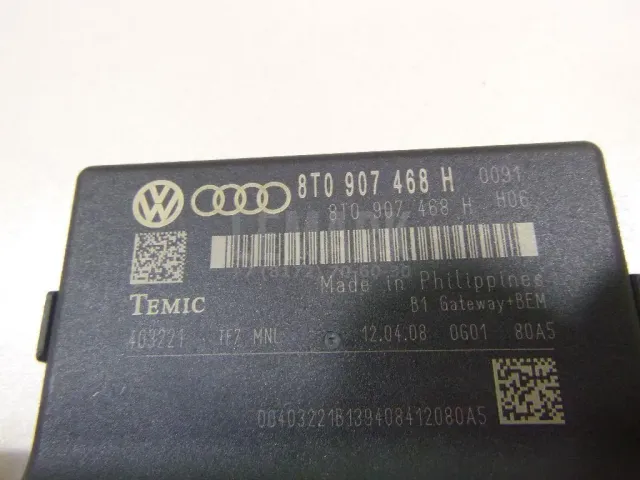 8T0 907 468 H 0091
8T0 907 468 H H06
Made in Philippines
TEMIC
B1 Gateway+BEM
403221 TFZ MNL 12.04.08 0G01 80A5
00403221B139408412080A5